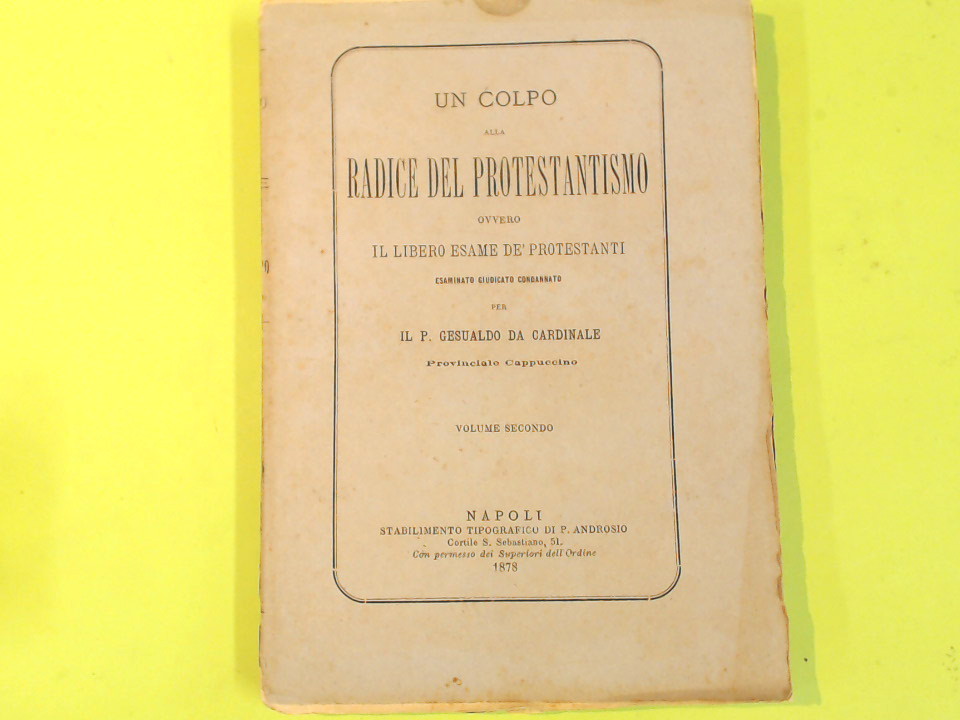 UN COLPO
ALLA
RADICE DEL PROTESTANTISMO
OVVERO
IL LIBERO ESAME DE' PROTESTANTI
ESAMINATO GIUDICATO CONDANNATO
PER
IL P. GESUALDO DA CARDINALE
Provinciale Cappuccino
VOLUME SECONDO
NAPOLI
STABILIMENTO TIPOGRAFICO DI P. ANDROSIO
Cortile S. Sebastiano, 51.
Con permesso dei Superiori dell'Ordine
1878